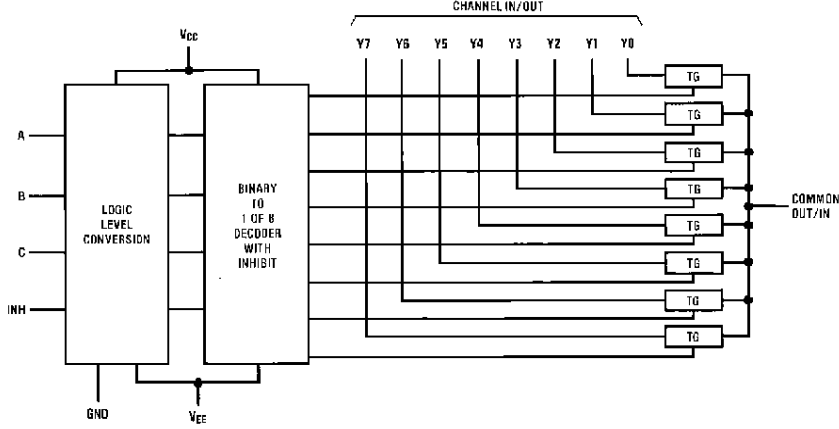 CHANNEL IN/OUT
VCC
Y7 Y6 Y5 Y4 Y3 Y2 Y1 Y0
TG
TG
TG
TG
TG
TG
TG
TG
A
B
C
INH
LOGIC
LEVEL
CONVERSION
BINARY
TO
1 OF 8
DECODER
WITH
INHIBIT
COMMON
OUT/IN
GND
VEE